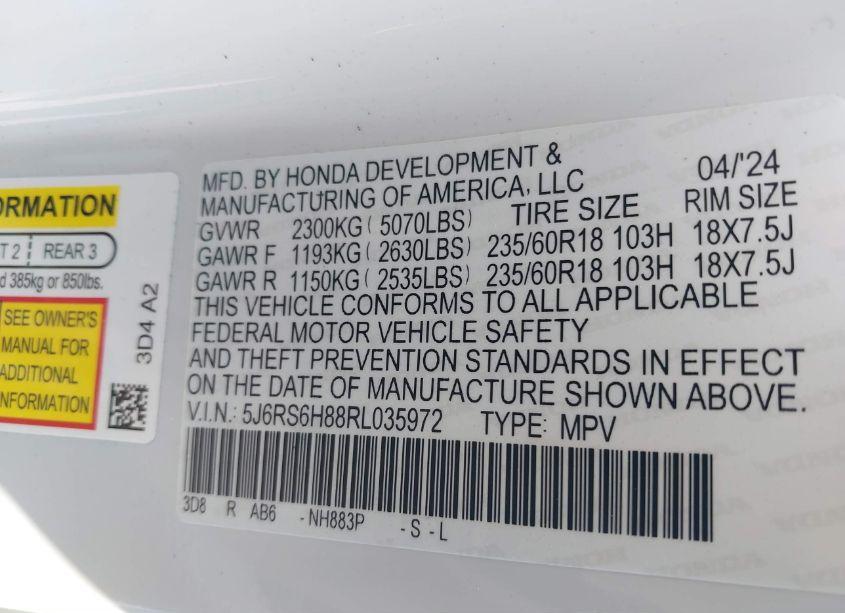 ORMATION
T 2 REAR 3
d 385kg or 850lbs.
SEE OWNER'S
MANUAL FOR
ADDITIONAL
INFORMATION
3D4 A2
MFD. BY HONDA DEVELOPMENT & 04/'24
MANUFACTURING OF AMERICA, LLC
GVWR 2300KG ( 5070LBS) TIRE SIZE RIM SIZE
GAWR F 1193KG ( 2630LBS) 235/60R18 103H 18X7.5J
GAWR R 1150KG ( 2535LBS) 235/60R18 103H 18X7.5J
THIS VEHICLE CONFORMS TO ALL APPLICABLE
FEDERAL MOTOR VEHICLE SAFETY
AND THEFT PREVENTION STANDARDS IN EFFECT
ON THE DATE OF MANUFACTURE SHOWN ABOVE.
V.I.N.: 5J6RS6H88RL035972 TYPE: MPV
3D8 R AB6 -NH883P -S-L